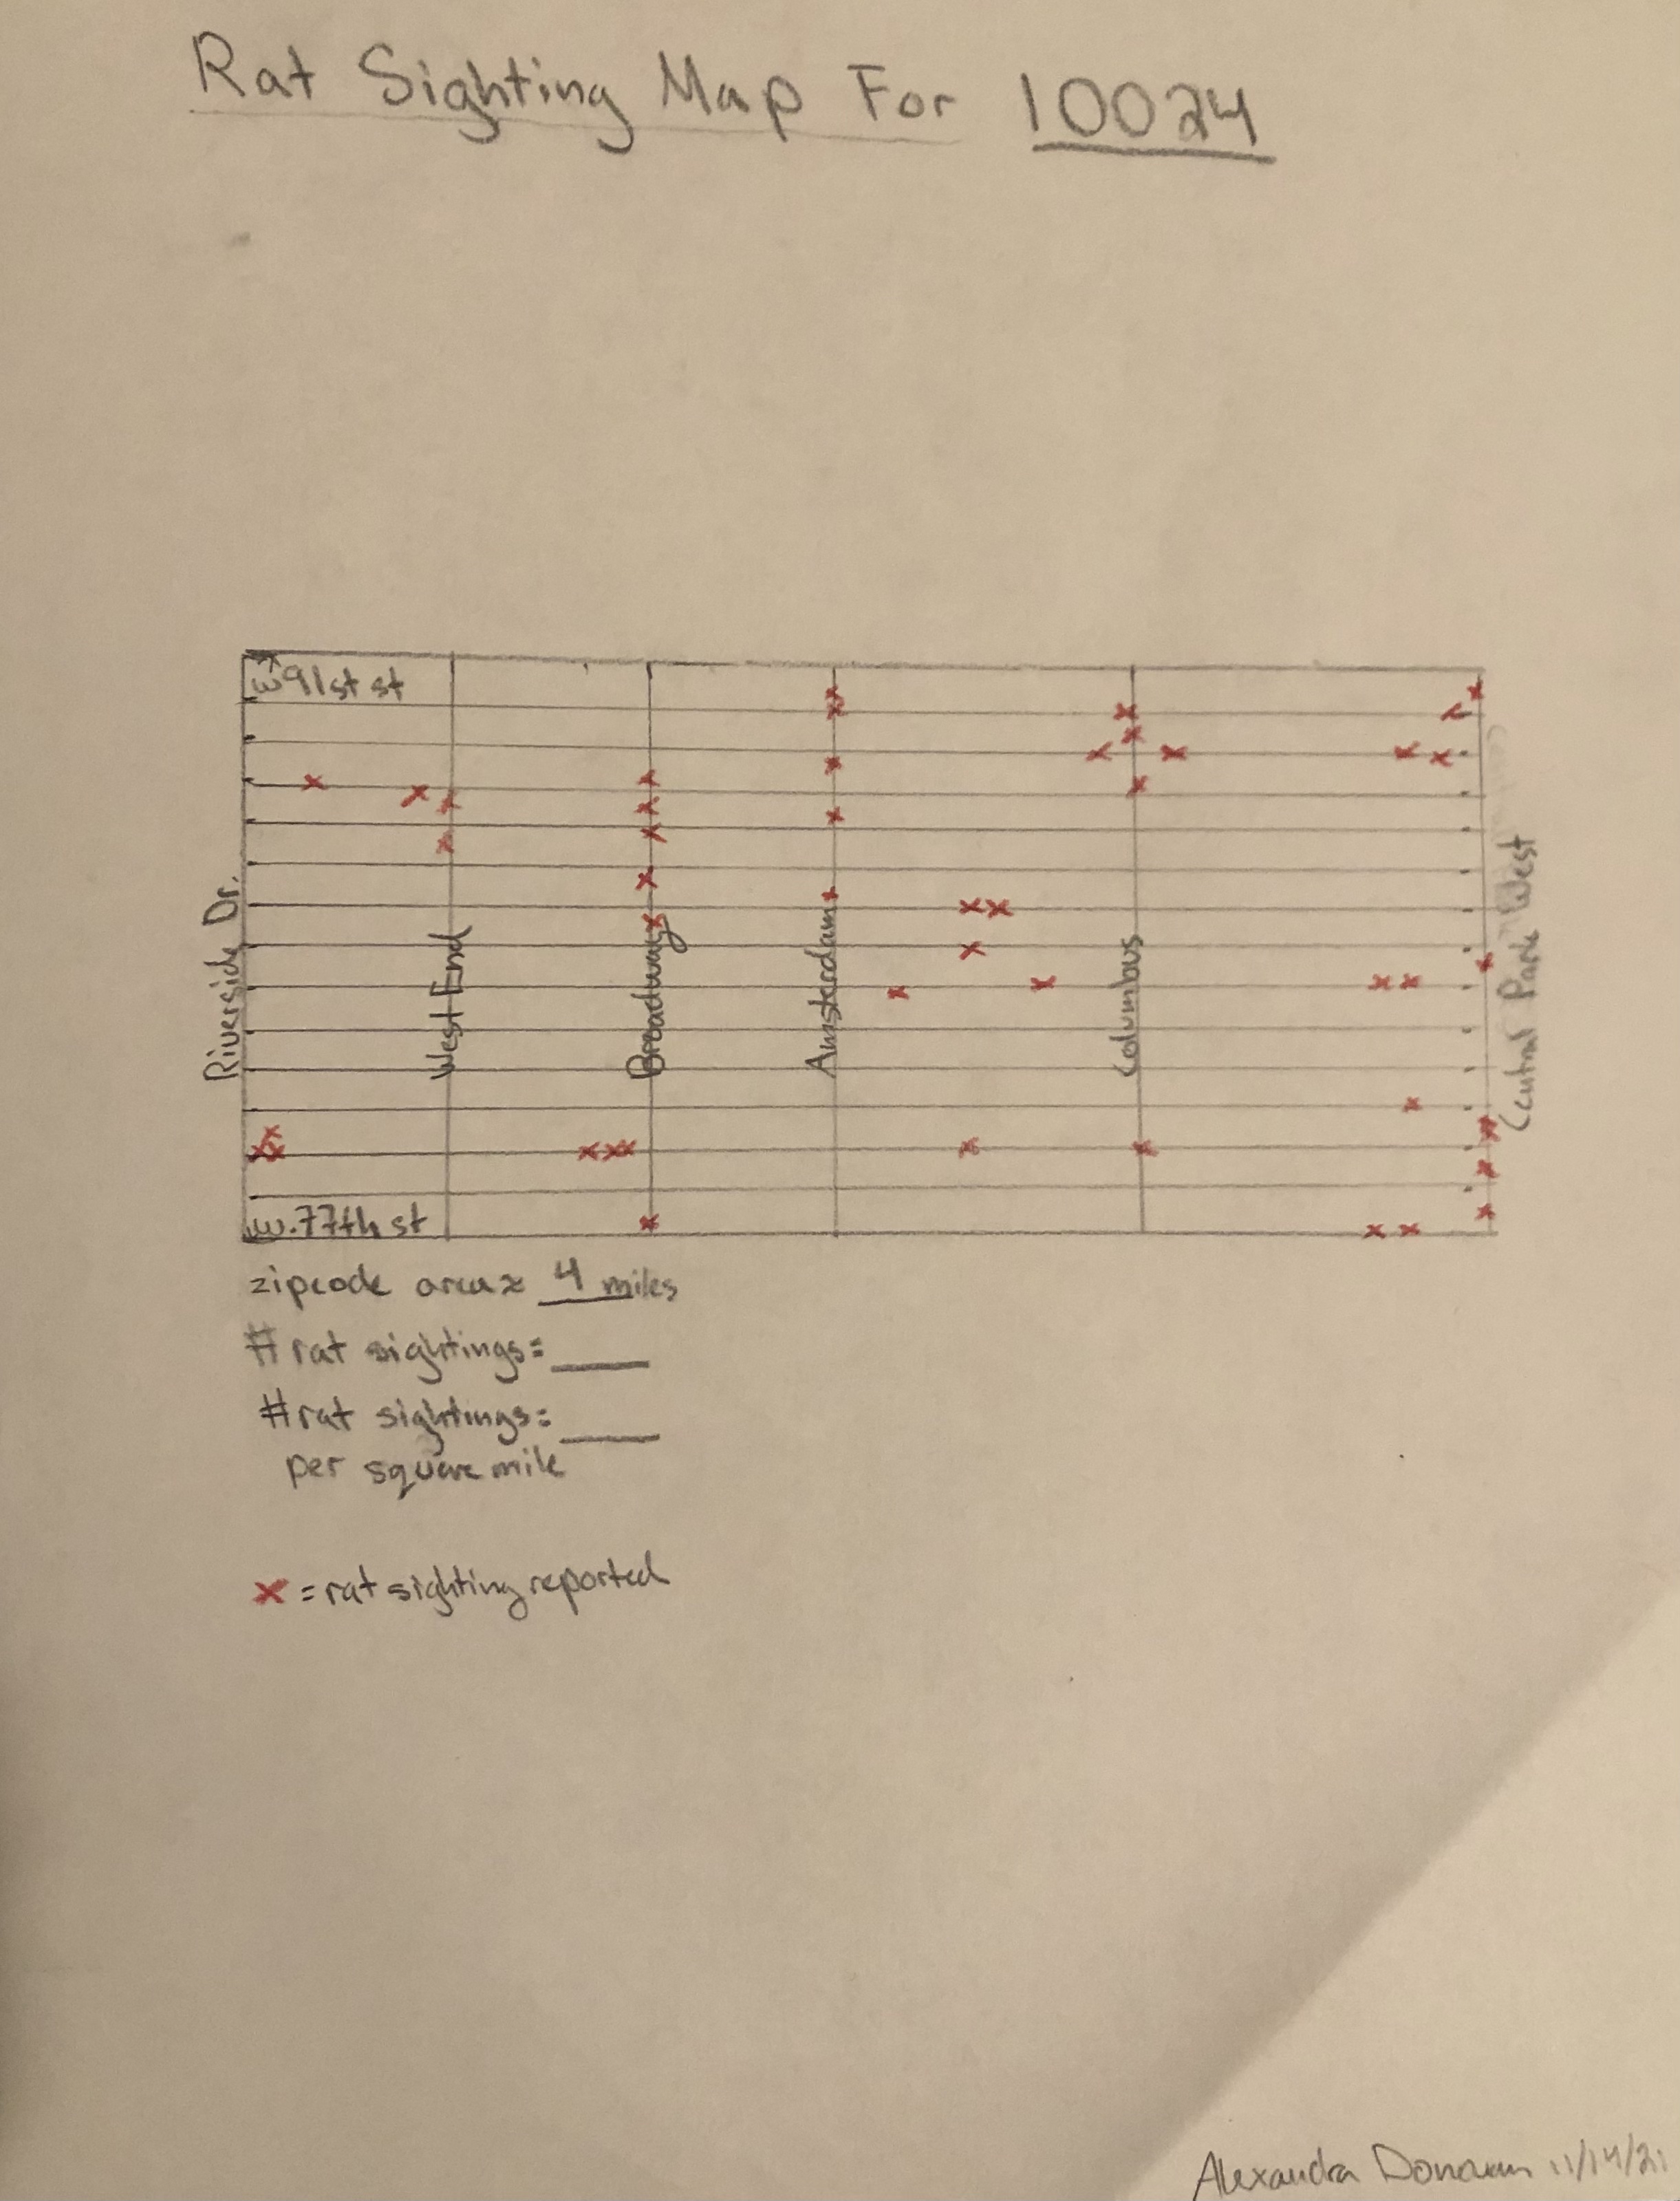 Rat Sighting Map For 10024
w 91st st
Riverside Dr.
West End
Broadway
Amsterdam
Columbus
Central Park West
w. 77th st
zipcode area ≈ 4 miles
# rat sightings = ____
# rat sightings = ____
per square mile
x = rat sighting reported
Alexandra Donovan 11/14/21